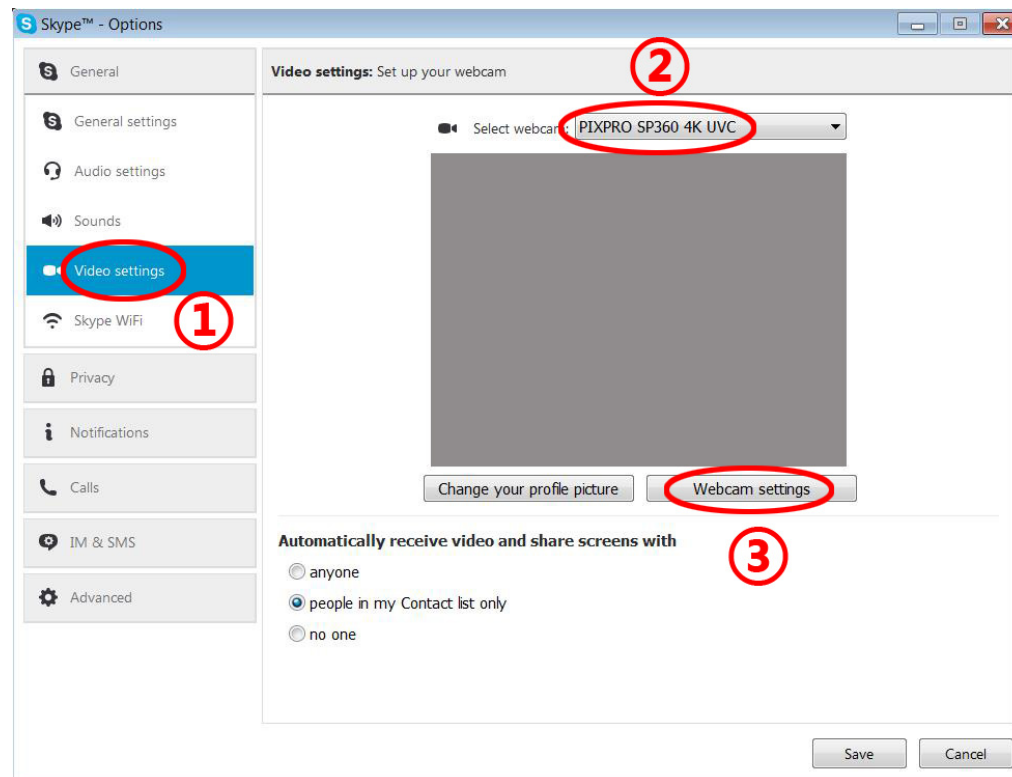 Skype™ - Options
General
Video settings: Set up your webcam
②
General settings
Select webcam: PIXPRO SP360 4K UVC
Audio settings
Sounds
Video settings
①
Skype WiFi
Privacy
Notifications
Calls
Change your profile picture
Webcam settings
③
IM & SMS
Advanced
Automatically receive video and share screens with
anyone
people in my Contact list only
no one
Save
Cancel